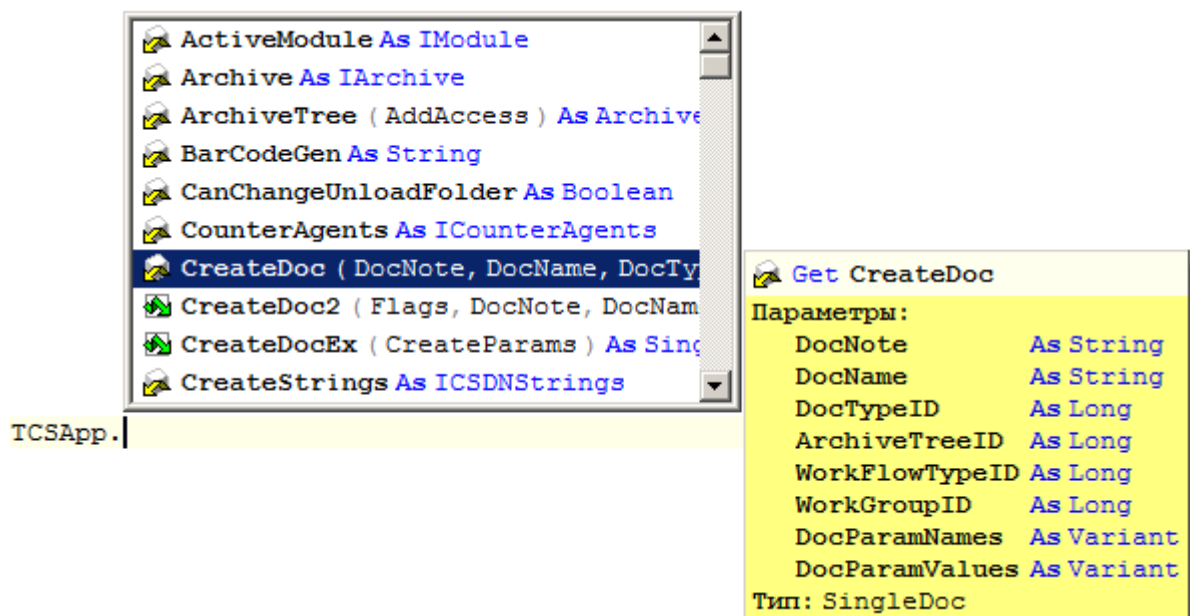 ActiveModule As IModule
Archive As IArchive
ArchiveTree ( AddAccess ) As Archive
BarCodeGen As String
CanChangeUnloadFolder As Boolean
CounterAgents As ICounterAgents
CreateDoc ( DocNote, DocName, DocTy
CreateDoc2 ( Flags, DocNote, DocNam
CreateDocEx ( CreateParams ) As Sing
CreateStrings As ICSDNStrings
TCSApp.
Get CreateDoc
Параметры:
DocNote As String
DocName As String
DocTypeID As Long
ArchiveTreeID As Long
WorkFlowTypeID As Long
WorkGroupID As Long
DocParamNames As Variant
DocParamValues As Variant
Тип: SingleDoc